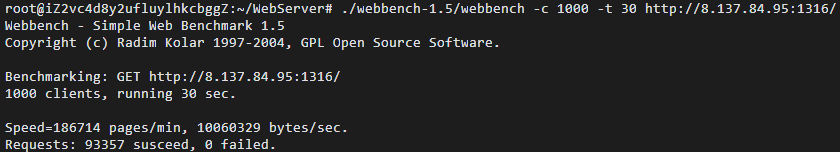 root@iZ2vc4d8y2ufluylhkcbggZ:~/WebServer# ./webbench-1.5/webbench -c 1000 -t 30 http://8.137.84.95:1316/
Webbench - Simple Web Benchmark 1.5
Copyright (c) Radim Kolar 1997-2004, GPL Open Source Software.
Benchmarking: GET http://8.137.84.95:1316/
1000 clients, running 30 sec.
Speed=186714 pages/min, 10060329 bytes/sec.
Requests: 93357 susceed, 0 failed.